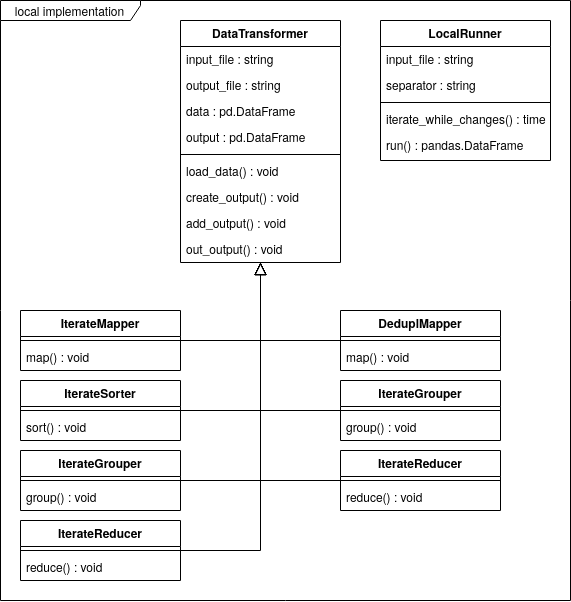 local implementation
DataTransformer
input_file : string
output_file : string
data : pd.DataFrame
output : pd.DataFrame
load_data() : void
create_output() : void
add_output() : void
out_output() : void
LocalRunner
input_file : string
separator : string
iterate_while_changes() : time
run() : pandas.DataFrame
IterateMapper
map() : void
IterateSorter
sort() : void
IterateGrouper
group() : void
IterateReducer
reduce() : void
DeduplMapper
map() : void
IterateGrouper
group() : void
IterateReducer
reduce() : void